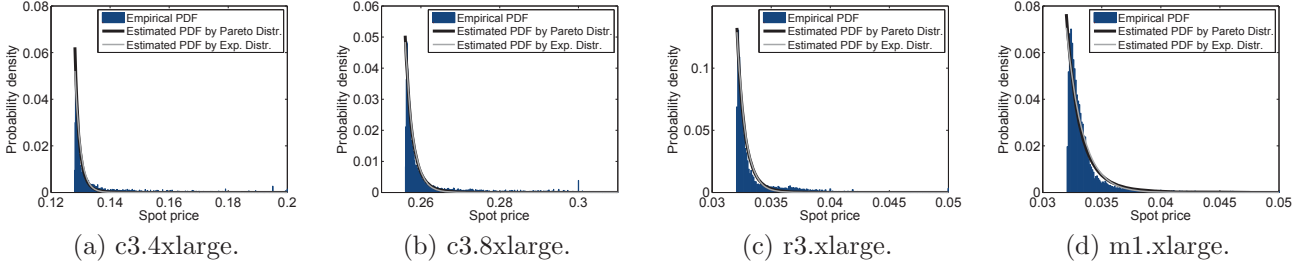 Empirical PDF
Estimated PDF by Pareto Distr.
Estimated PDF by Exp. Distr.
Probability density
0.08
0.06
0.04
0.02
0
0.12
0.14
0.16
0.18
0.2
Spot price
(a) c3.4xlarge.
Empirical PDF
Estimated PDF by Pareto Distr.
Estimated PDF by Exp. Distr.
Probability density
0.06
0.05
0.04
0.03
0.02
0.01
0
0.26
0.28
0.3
Spot price
(b) c3.8xlarge.
Empirical PDF
Estimated PDF by Pareto Distr.
Estimated PDF by Exp. Distr.
Probability density
0.1
0.05
0
0.03
0.035
0.04
0.045
0.05
Spot price
(c) r3.xlarge.
Empirical PDF
Estimated PDF by Pareto Distr.
Estimated PDF by Exp. Distr.
Probability density
0.08
0.06
0.04
0.02
0
0.03
0.035
0.04
0.045
0.05
Spot price
(d) m1.xlarge.